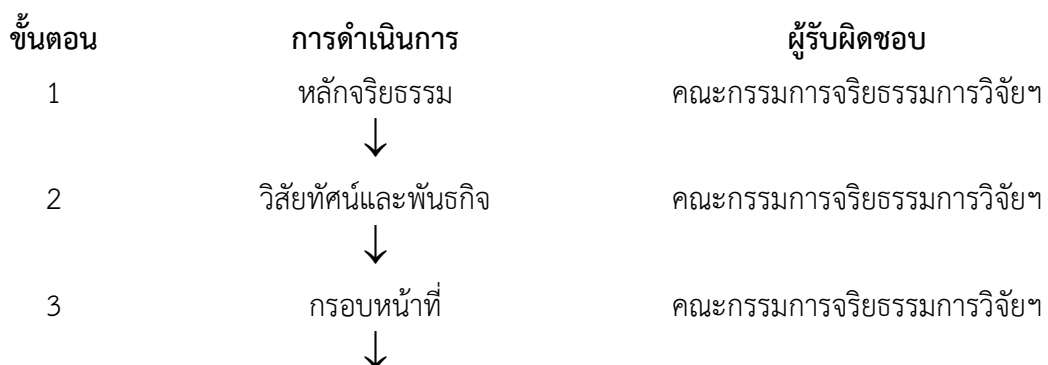 ขั้นตอน การดำเนินการ ผู้รับผิดชอบ
1 หลักจริยธรรม คณะกรรมการจริยธรรมการวิจัยฯ
2 วิสัยทัศน์และพันธกิจ คณะกรรมการจริยธรรมการวิจัยฯ
3 กรอบหน้าที่ คณะกรรมการจริยธรรมการวิจัยฯ